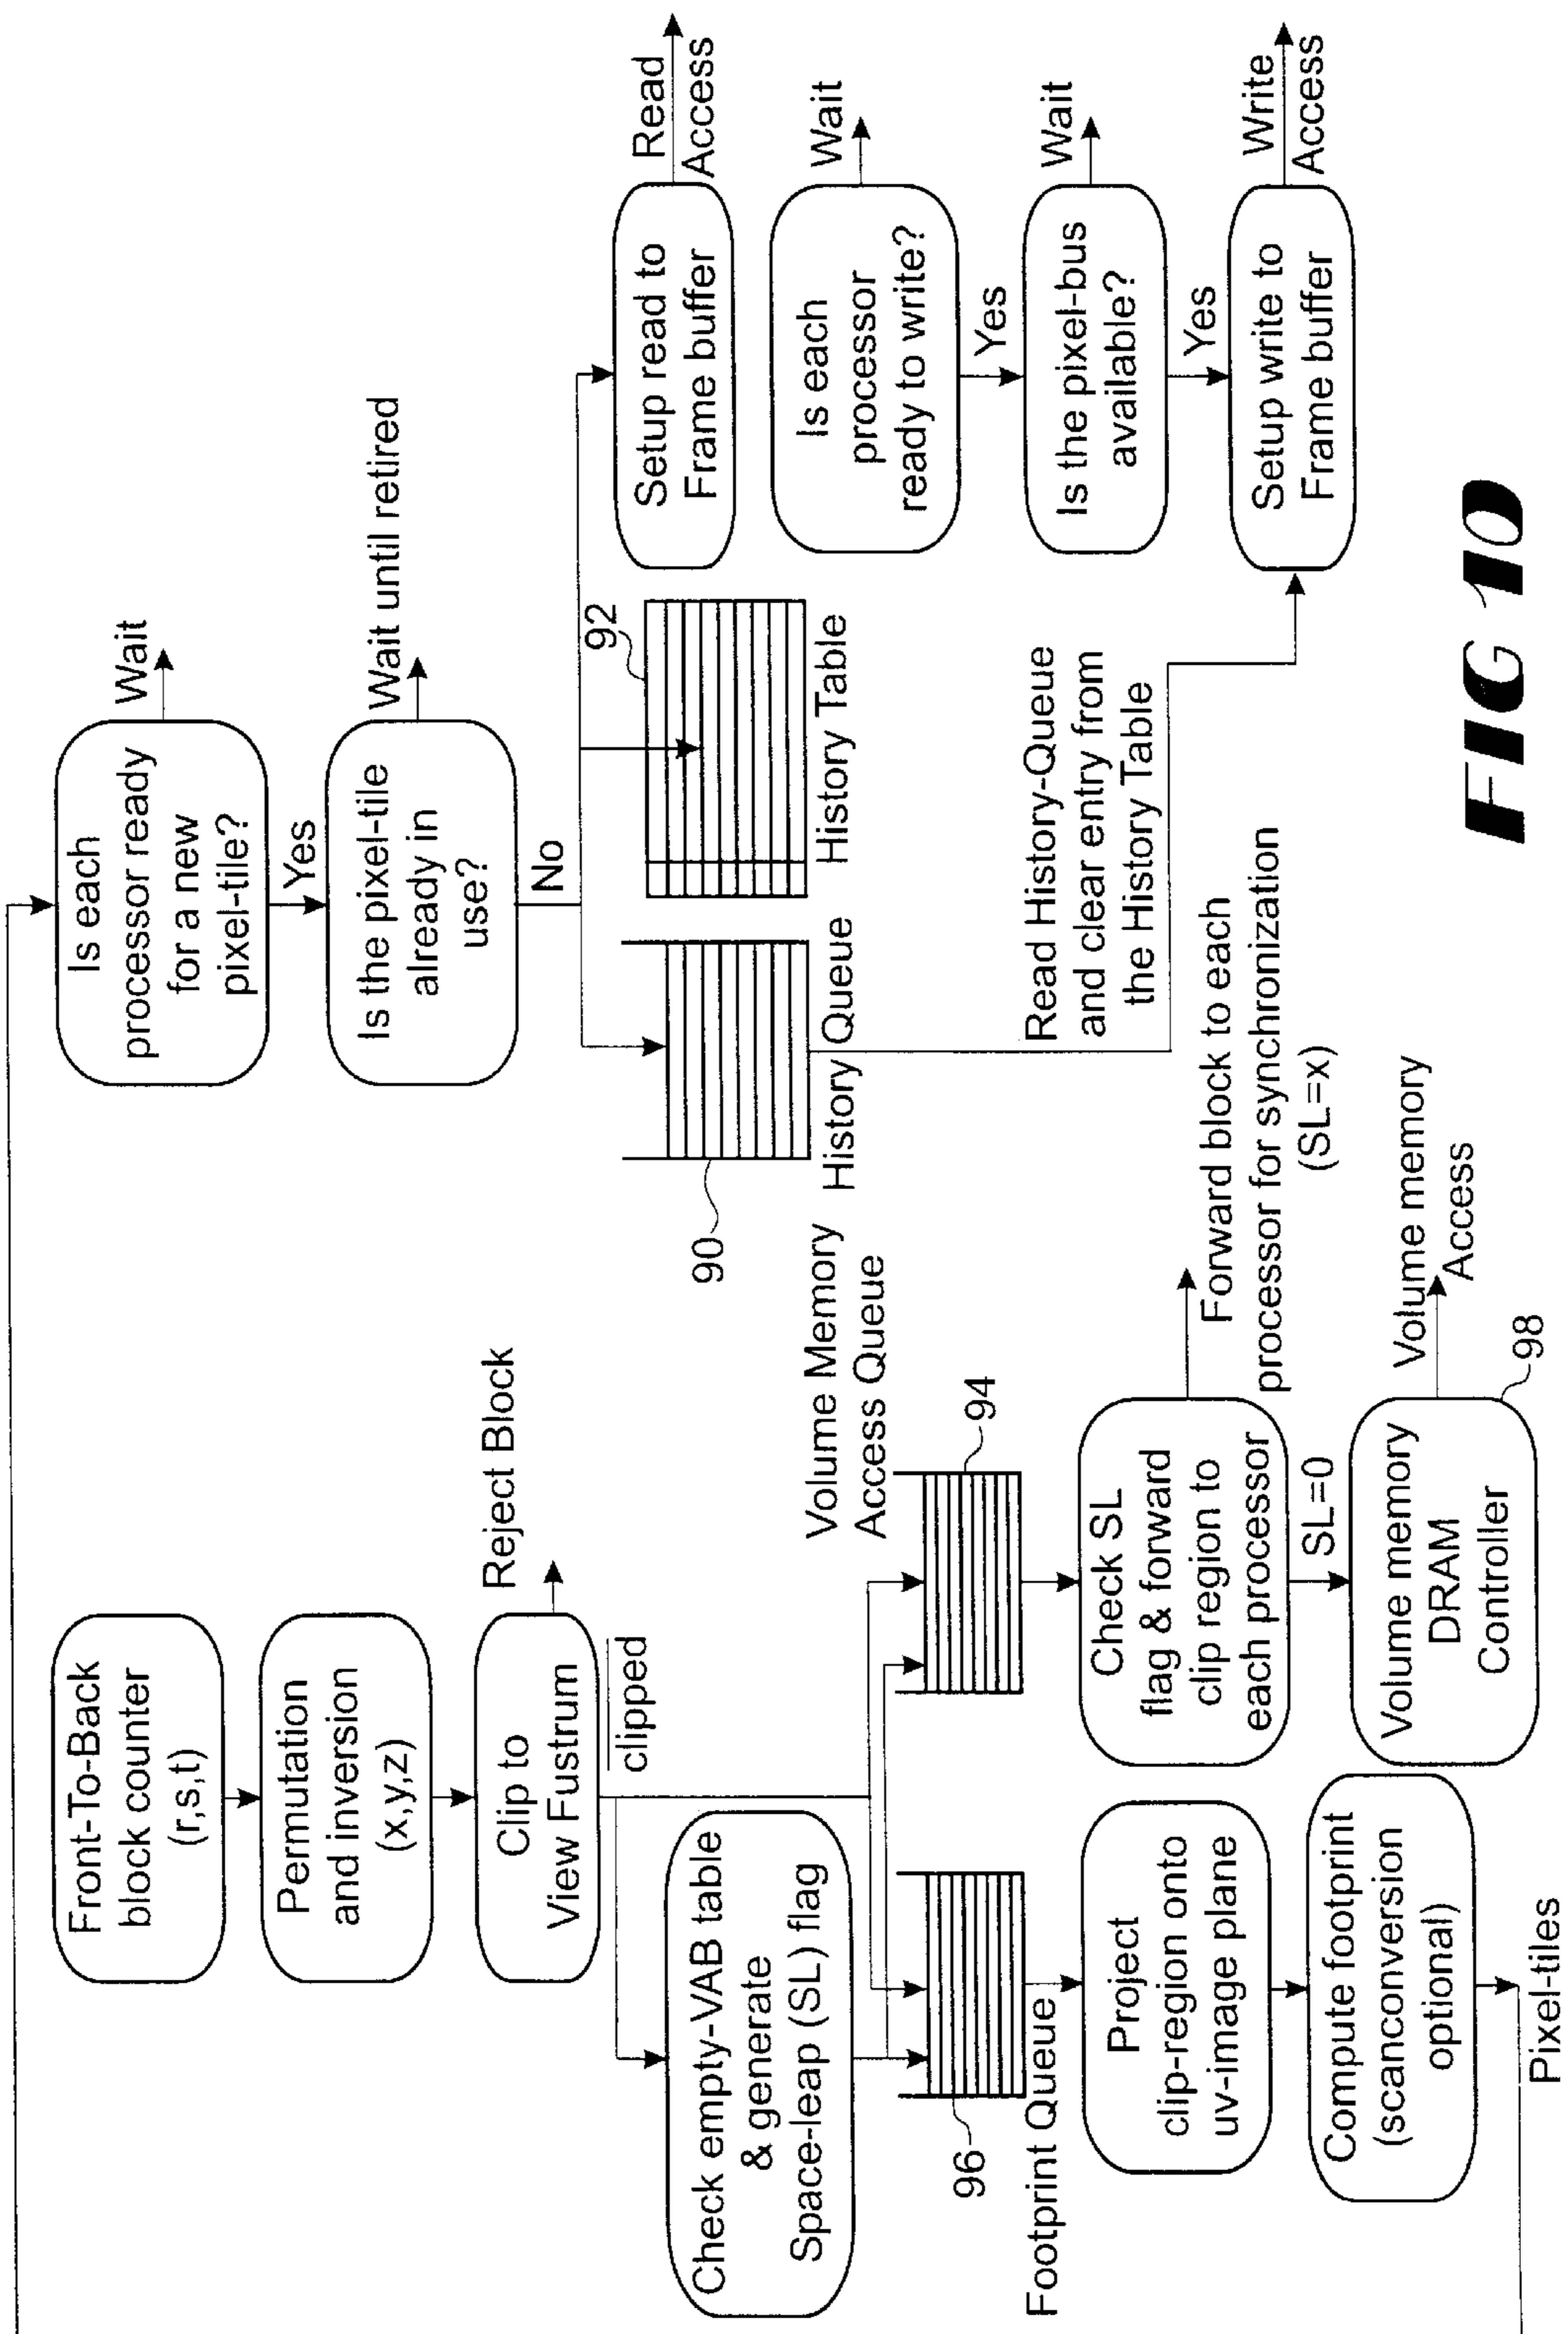 Front-To-Back
block counter
(r,s,t)
Permutation
and inversion
(x,y,z)
Clip to
View Fustrum
Reject Block
clipped
Check empty-VAB table
& generate
Space-leap (SL) flag
Volume Memory
Access Queue
96
94
Footprint Queue
Project
clip-region onto
uv-image plane
Compute footprint
(scanconversion
optional)
Pixel-tiles
Check SL
flag & forward
clip region to
each processor
Forward block to each
processor for synchronization
(SL=x)
SL=0
Volume memory
DRAM
Controller
Volume memory
Access
98
Is each
processor ready
for a new
pixel-tile?
Wait
Yes
Is the pixel-tile
already in
use?
Wait until retired
No
90
92
History Queue
History Table
Read History-Queue
and clear entry from
the History Table
Setup read to
Frame buffer
Read
Access
Is each
processor
ready to write?
Wait
Yes
Is the pixel-bus
available?
Wait
Yes
Setup write to
Frame buffer
Write
Access
FIG 10